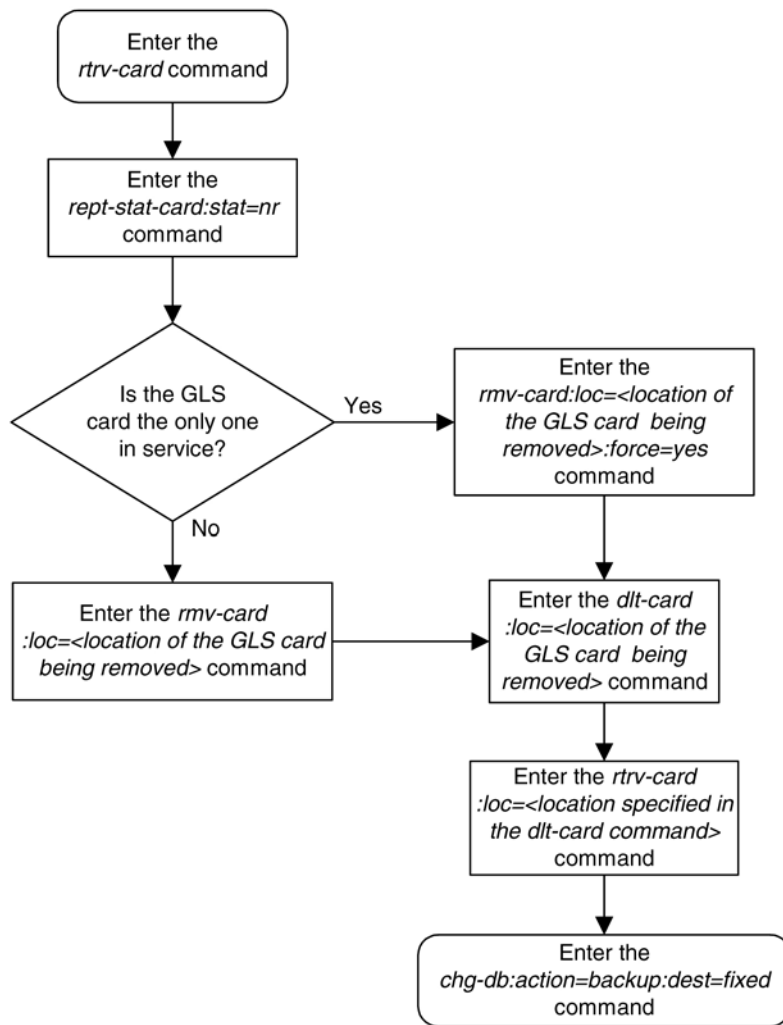 Enter the
rtrv-card command
Enter the
rept-stat-card:stat=nr
command
Is the GLS
card the only one
in service?
Yes
Enter the
rmv-card:loc=<location of
the GLS card being
removed>:force=yes
command
No
Enter the rmv-card
:loc=<location of the GLS card
being removed> command
Enter the dlt-card
:loc=<location of the
GLS card being
removed> command
Enter the rtrv-card
:loc=<location specified in
the dlt-card command>
command
Enter the
chg-db:action=backup:dest=fixed
command